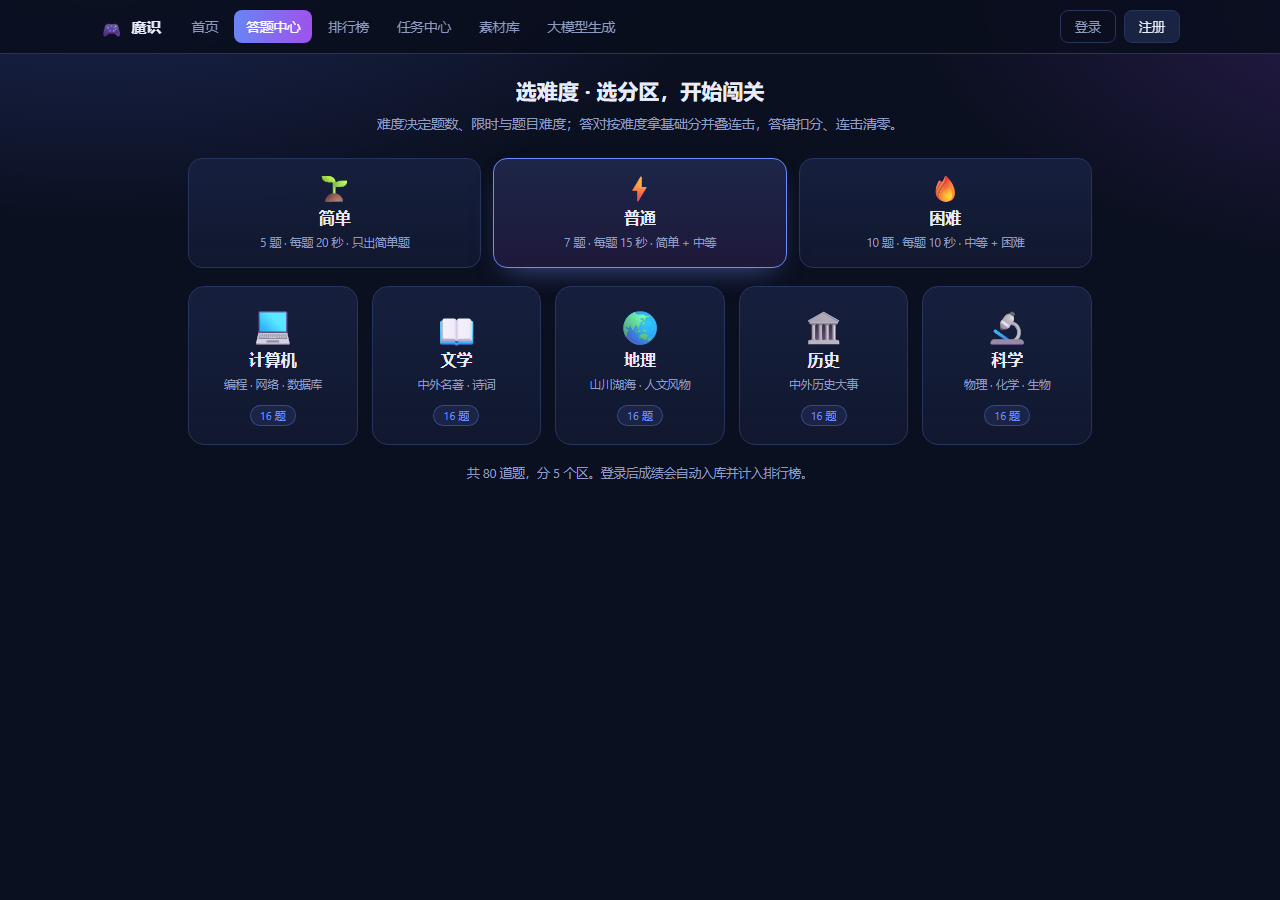 魔识 首页 答题中心 排行榜 任务中心 素材库 大模型生成 登录 注册
选难度 · 选分区，开始闯关
难度决定题数、限时与题目难度；答对按难度拿基础分并叠连击，答错扣分、连击清零。
简单 普通 困难
5 题 · 每题 20 秒 · 只出简单题 7 题 · 每题 15 秒 · 简单 + 中等 10 题 · 每题 10 秒 · 中等 + 困难
计算机 文学 地理 历史 科学
编程 · 网络 · 数据库 中外名著 · 诗词 山川湖海 · 人文风物 中外历史大事 物理 · 化学 · 生物
16 题 16 题 16 题 16 题 16 题
共 80 道题，分 5 个区。登录后成绩会自动入库并计入排行榜。